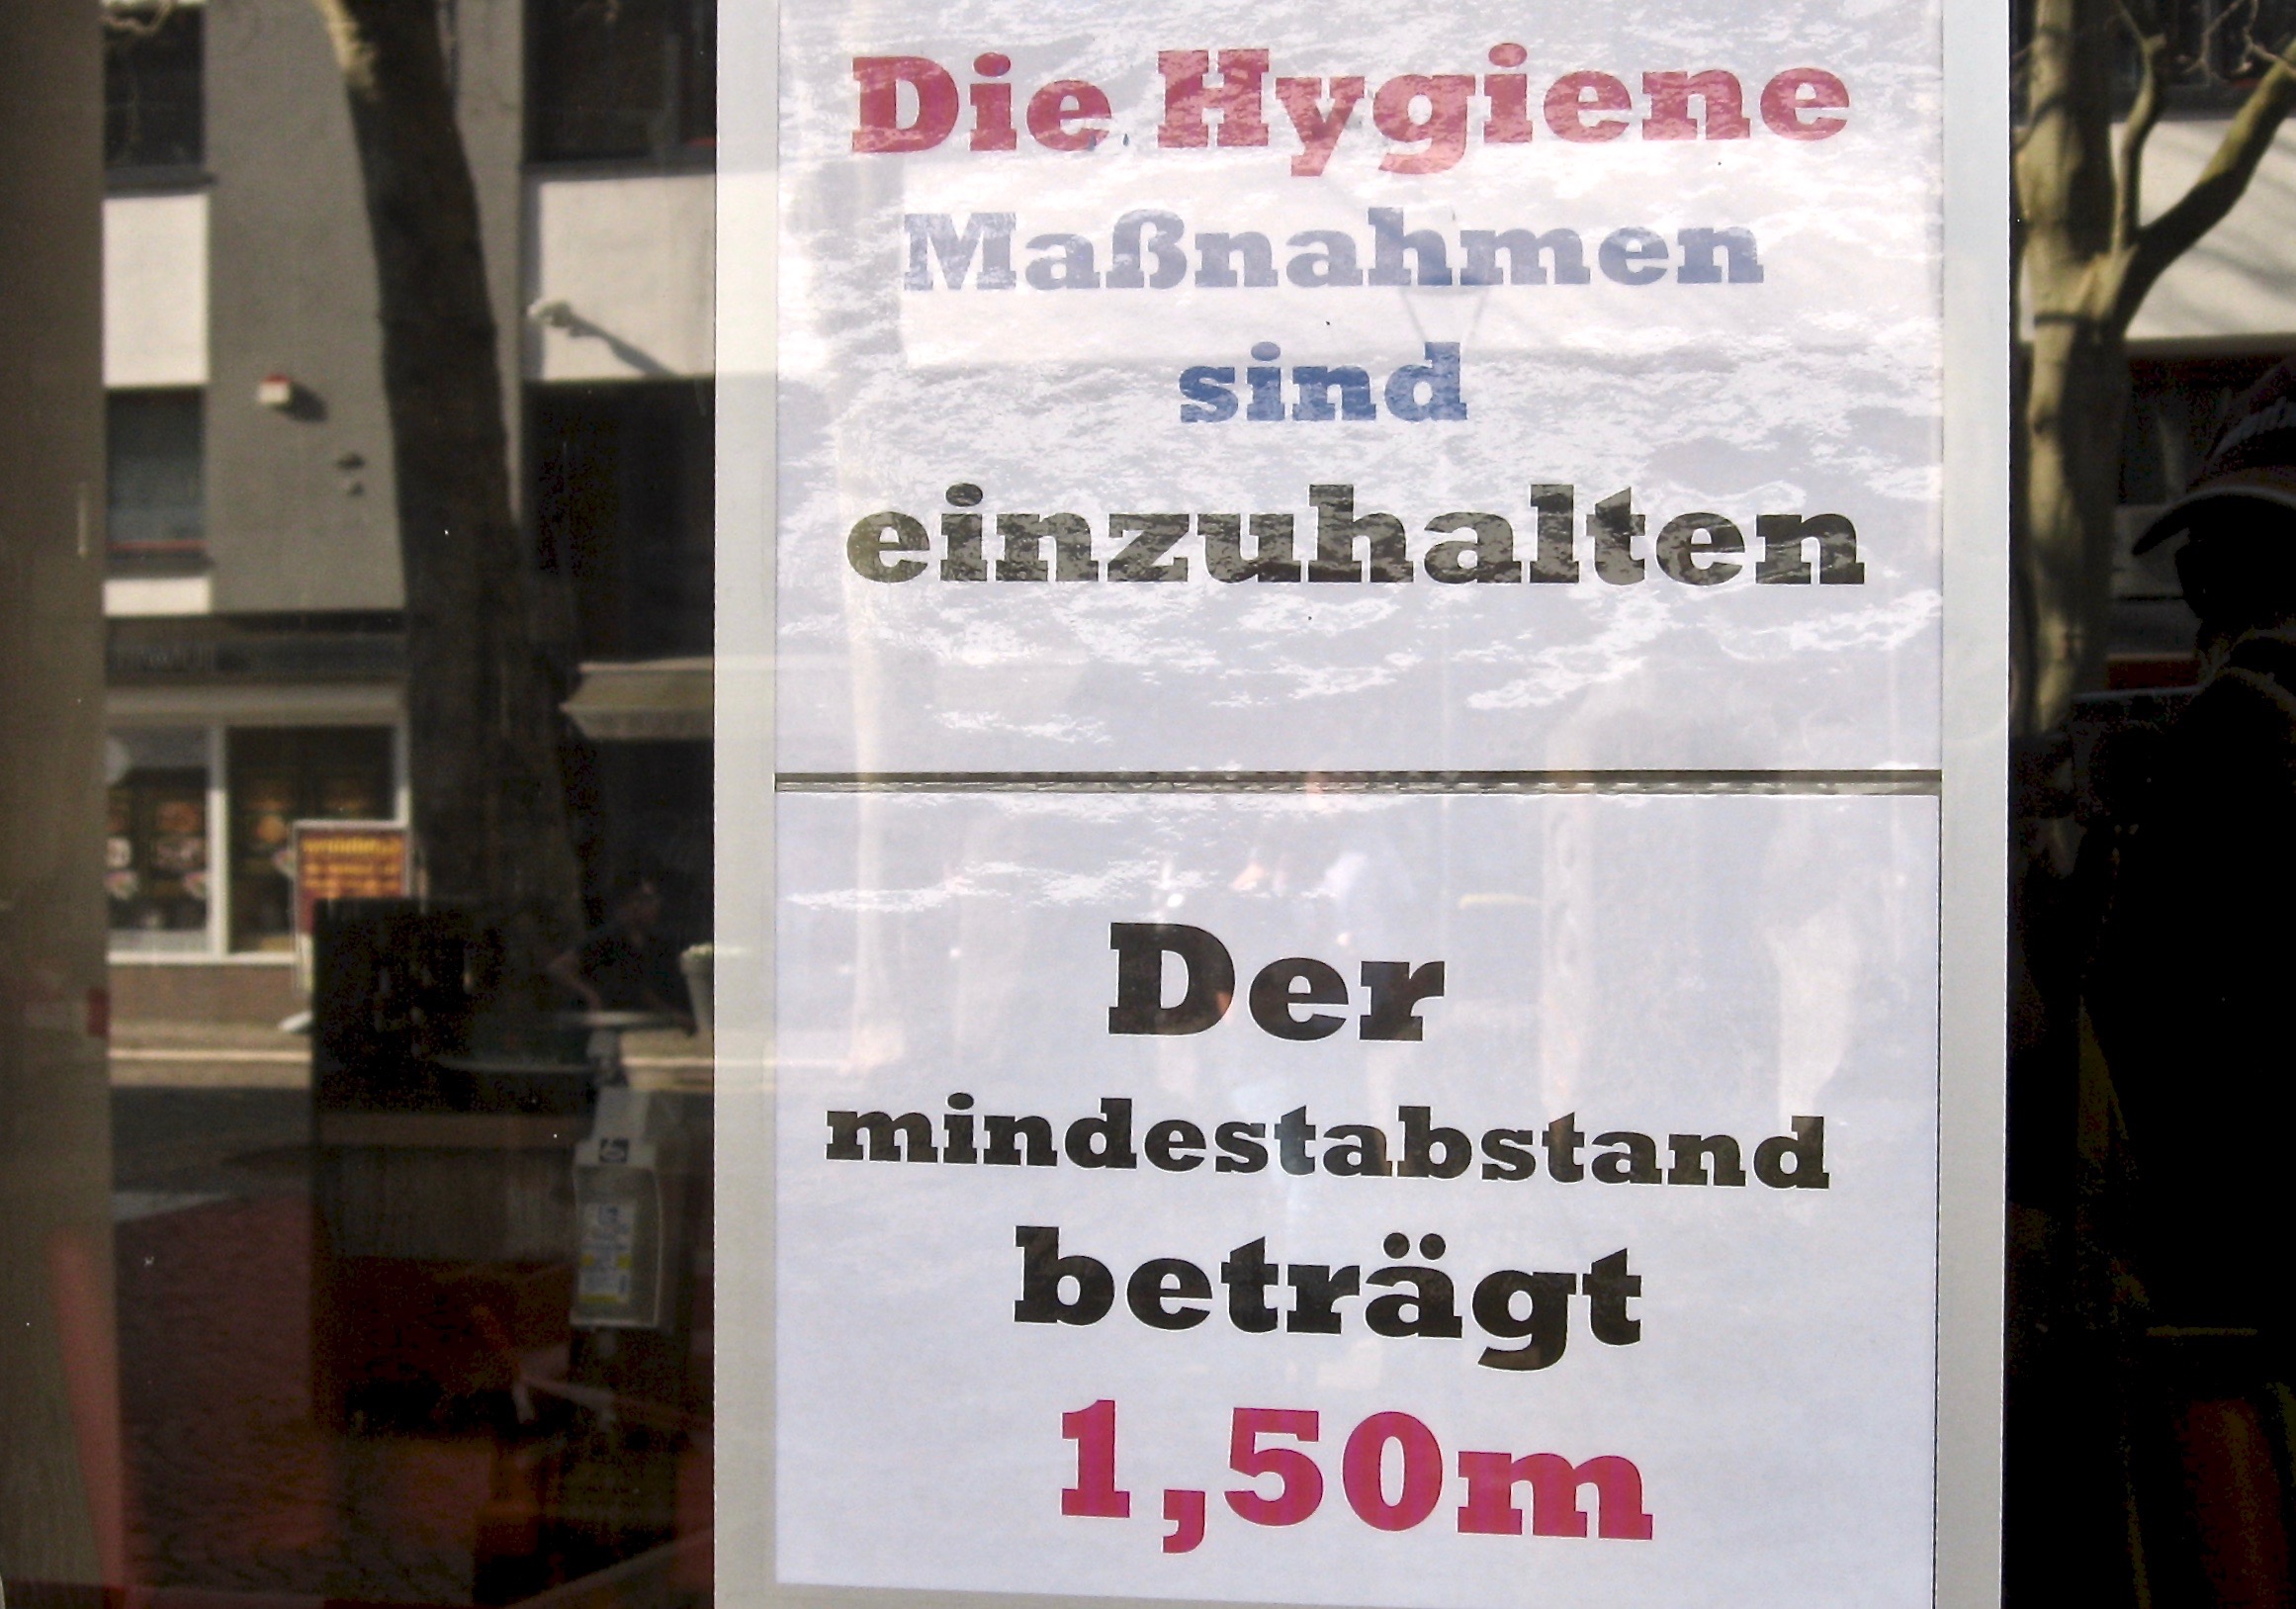 Die Hygiene
Maßnahmen
sind
einzuhalten
Der
mindestabstand
beträgt
1,50m